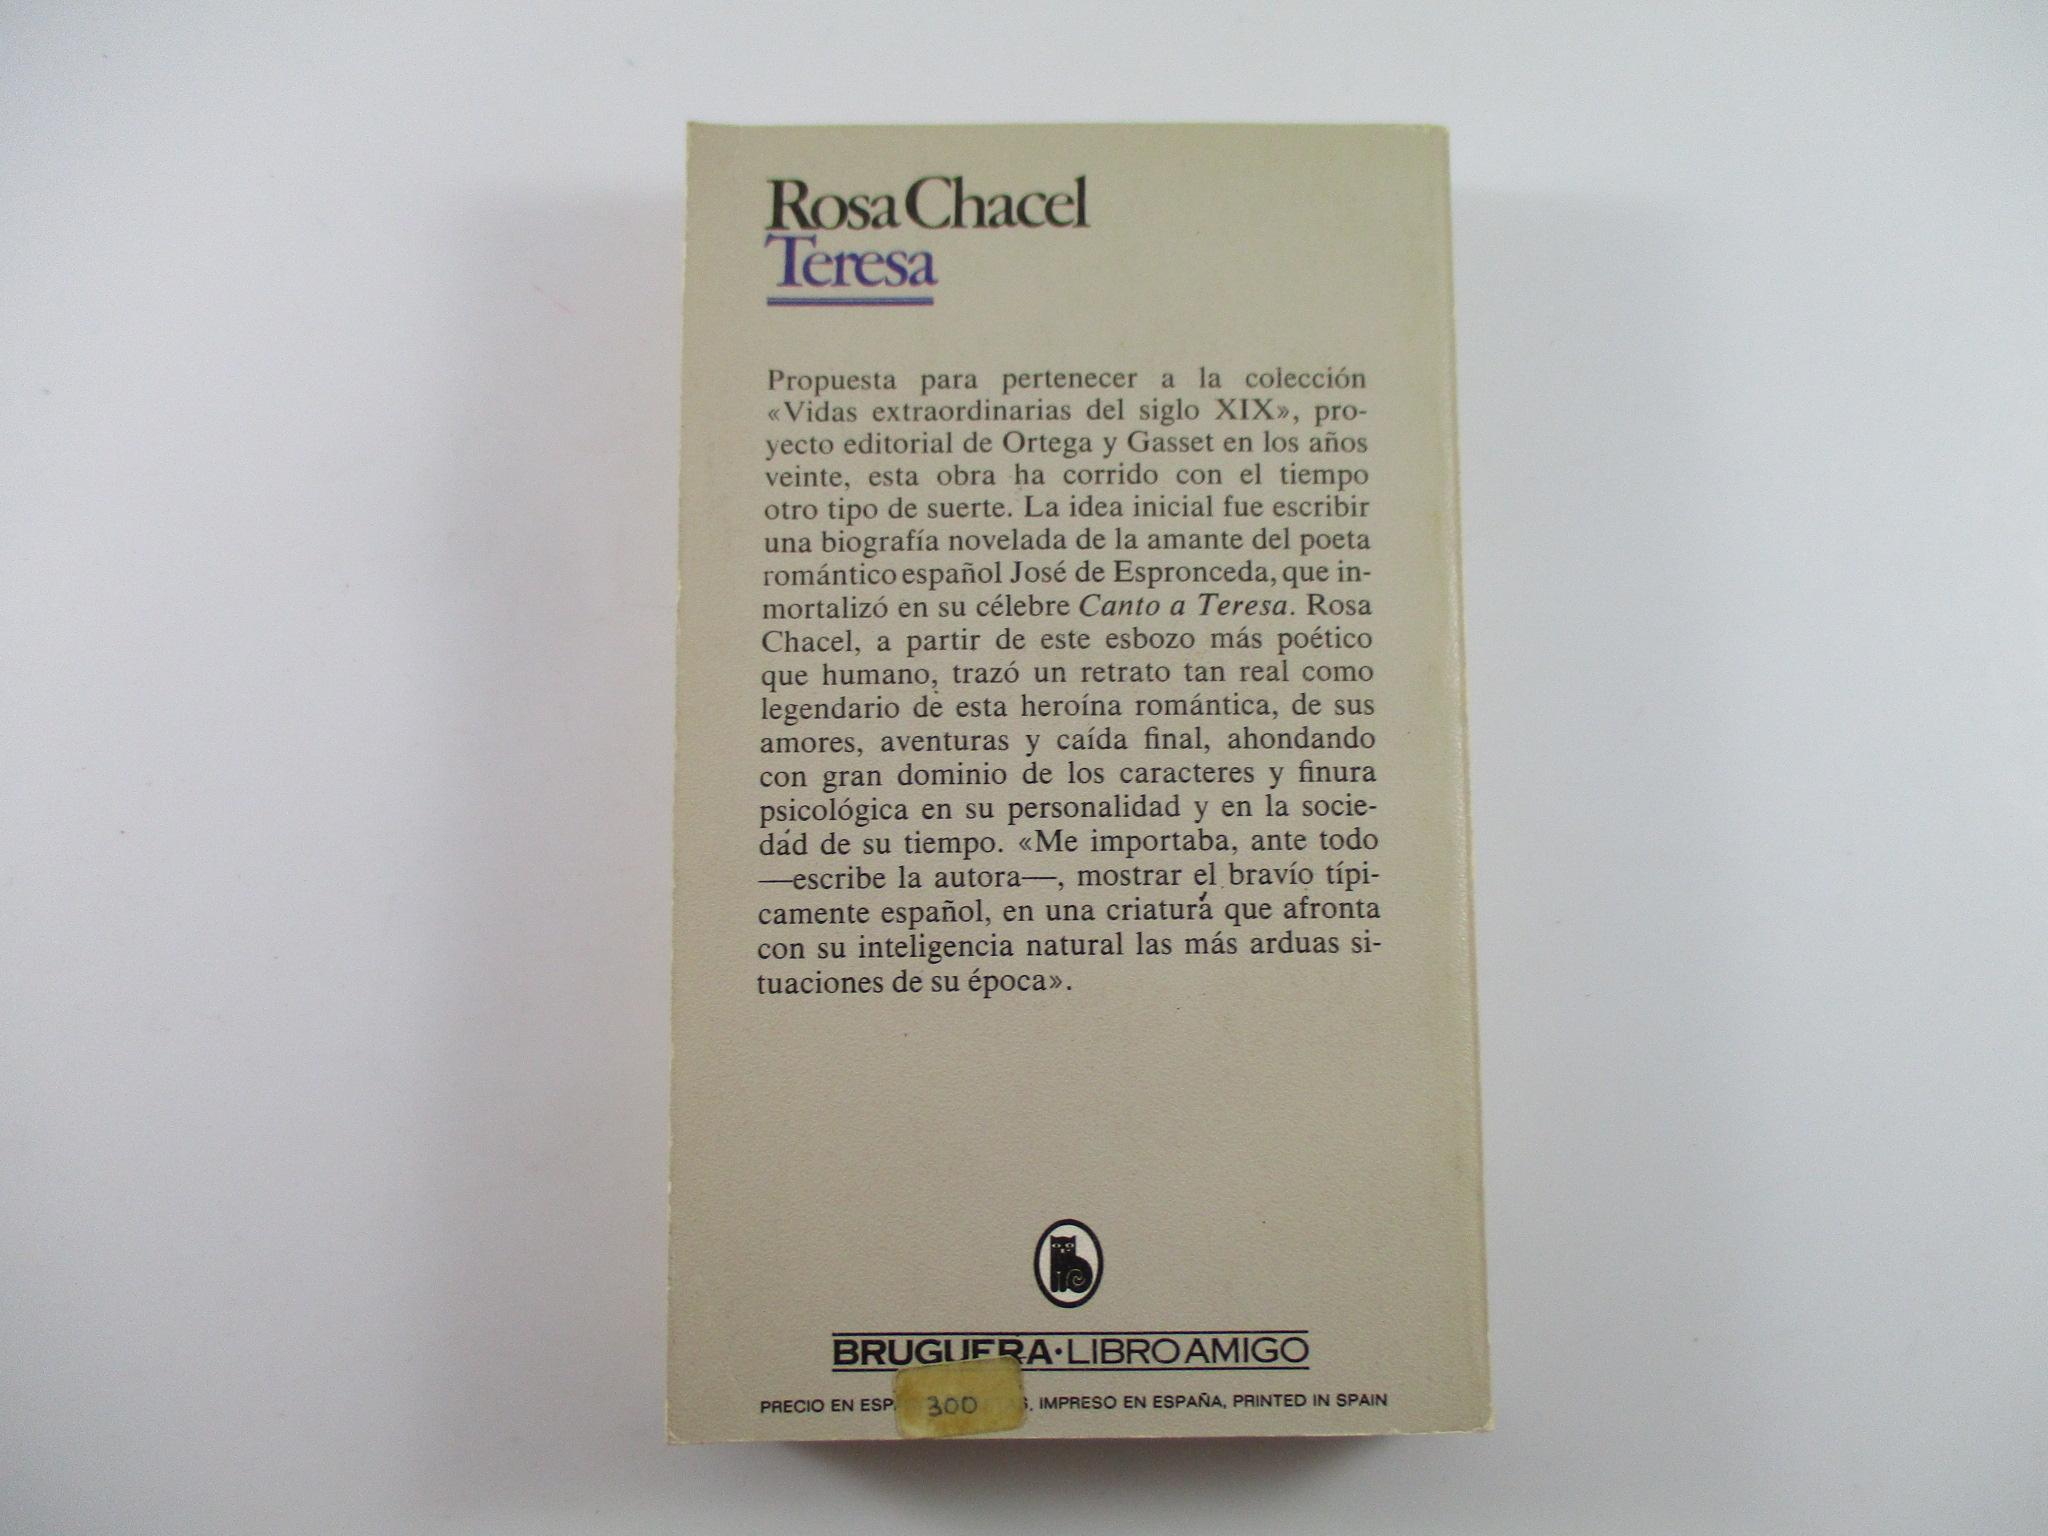 Rosa Chacel
Teresa
Propuesta para pertenecer a la colección
«Vidas extraordinarias del siglo XIX», pro-
yecto editorial de Ortega y Gasset en los años
veinte, esta obra ha corrido con el tiempo
otro tipo de suerte. La idea inicial fue escribir
una biografía novelada de la amante del poeta
romántico español José de Espronceda, que in-
mortalizó en su célebre Canto a Teresa. Rosa
Chacel, a partir de este esbozo más poético
que humano, trazó un retrato tan real como
legendario de esta heroína romántica, de sus
amores, aventuras y caída final, ahondando
con gran dominio de los caracteres y finura
psicológica en su personalidad y en la socie-
dad de su tiempo. «Me importaba, ante todo
—escribe la autora—, mostrar el bravío típi-
camente español, en una criatura que afronta
con su inteligencia natural las más arduas si-
tuaciones de su época».
BRUGUERA·LIBRO AMIGO
PRECIO EN 300 IMPRESO EN ESPAÑA, PRINTED IN SPAIN